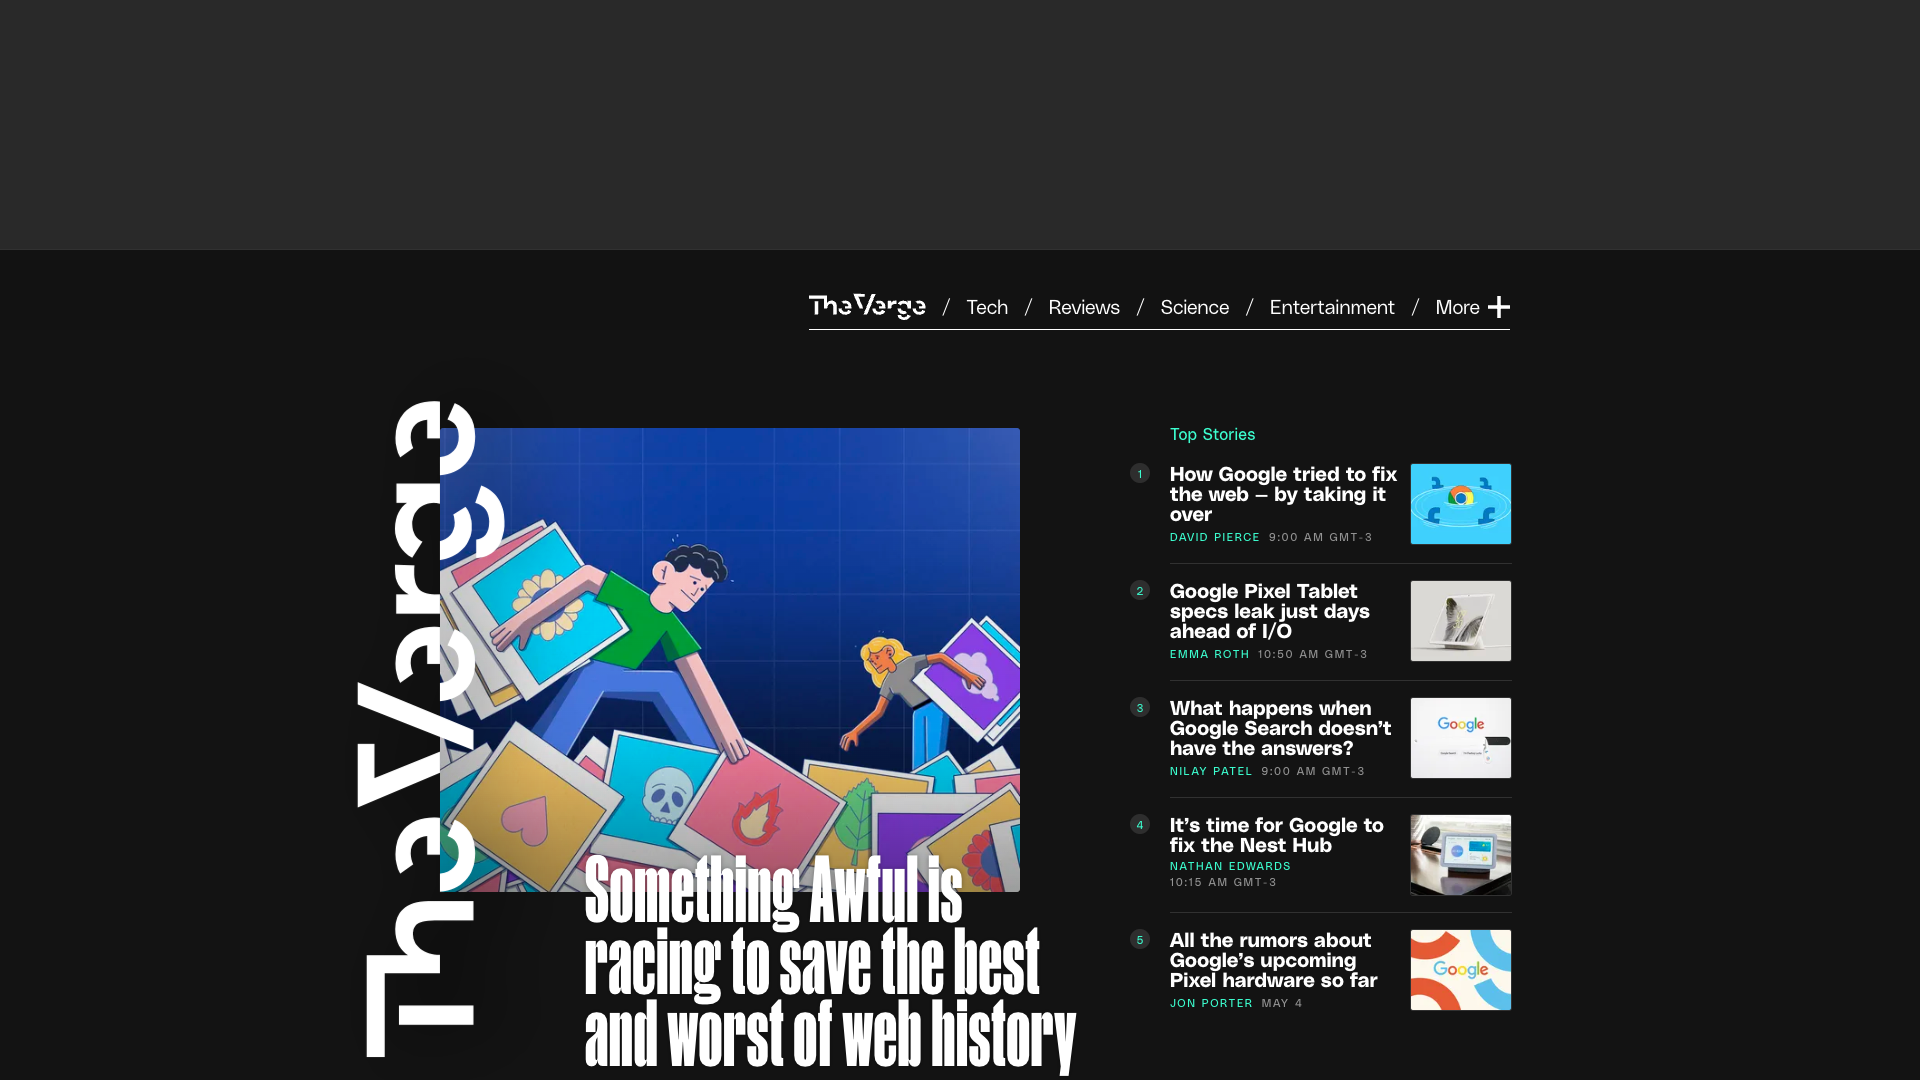 TheVerge / Tech / Reviews / Science / Entertainment / More
TheVerge
Something Awful is
racing to save the best
and worst of web history
Top Stories
1
How Google tried to fix
the web — by taking it
over
DAVID PIERCE 9:00 AM GMT-3
2
Google Pixel Tablet
specs leak just days
ahead of I/O
EMMA ROTH 10:50 AM GMT-3
3
What happens when
Google Search doesn’t
have the answers?
NILAY PATEL 9:00 AM GMT-3
Google
4
It’s time for Google to
fix the Nest Hub
NATHAN EDWARDS
10:15 AM GMT-3
5
All the rumors about
Google’s upcoming
Pixel hardware so far
JON PORTER MAY 4
Google